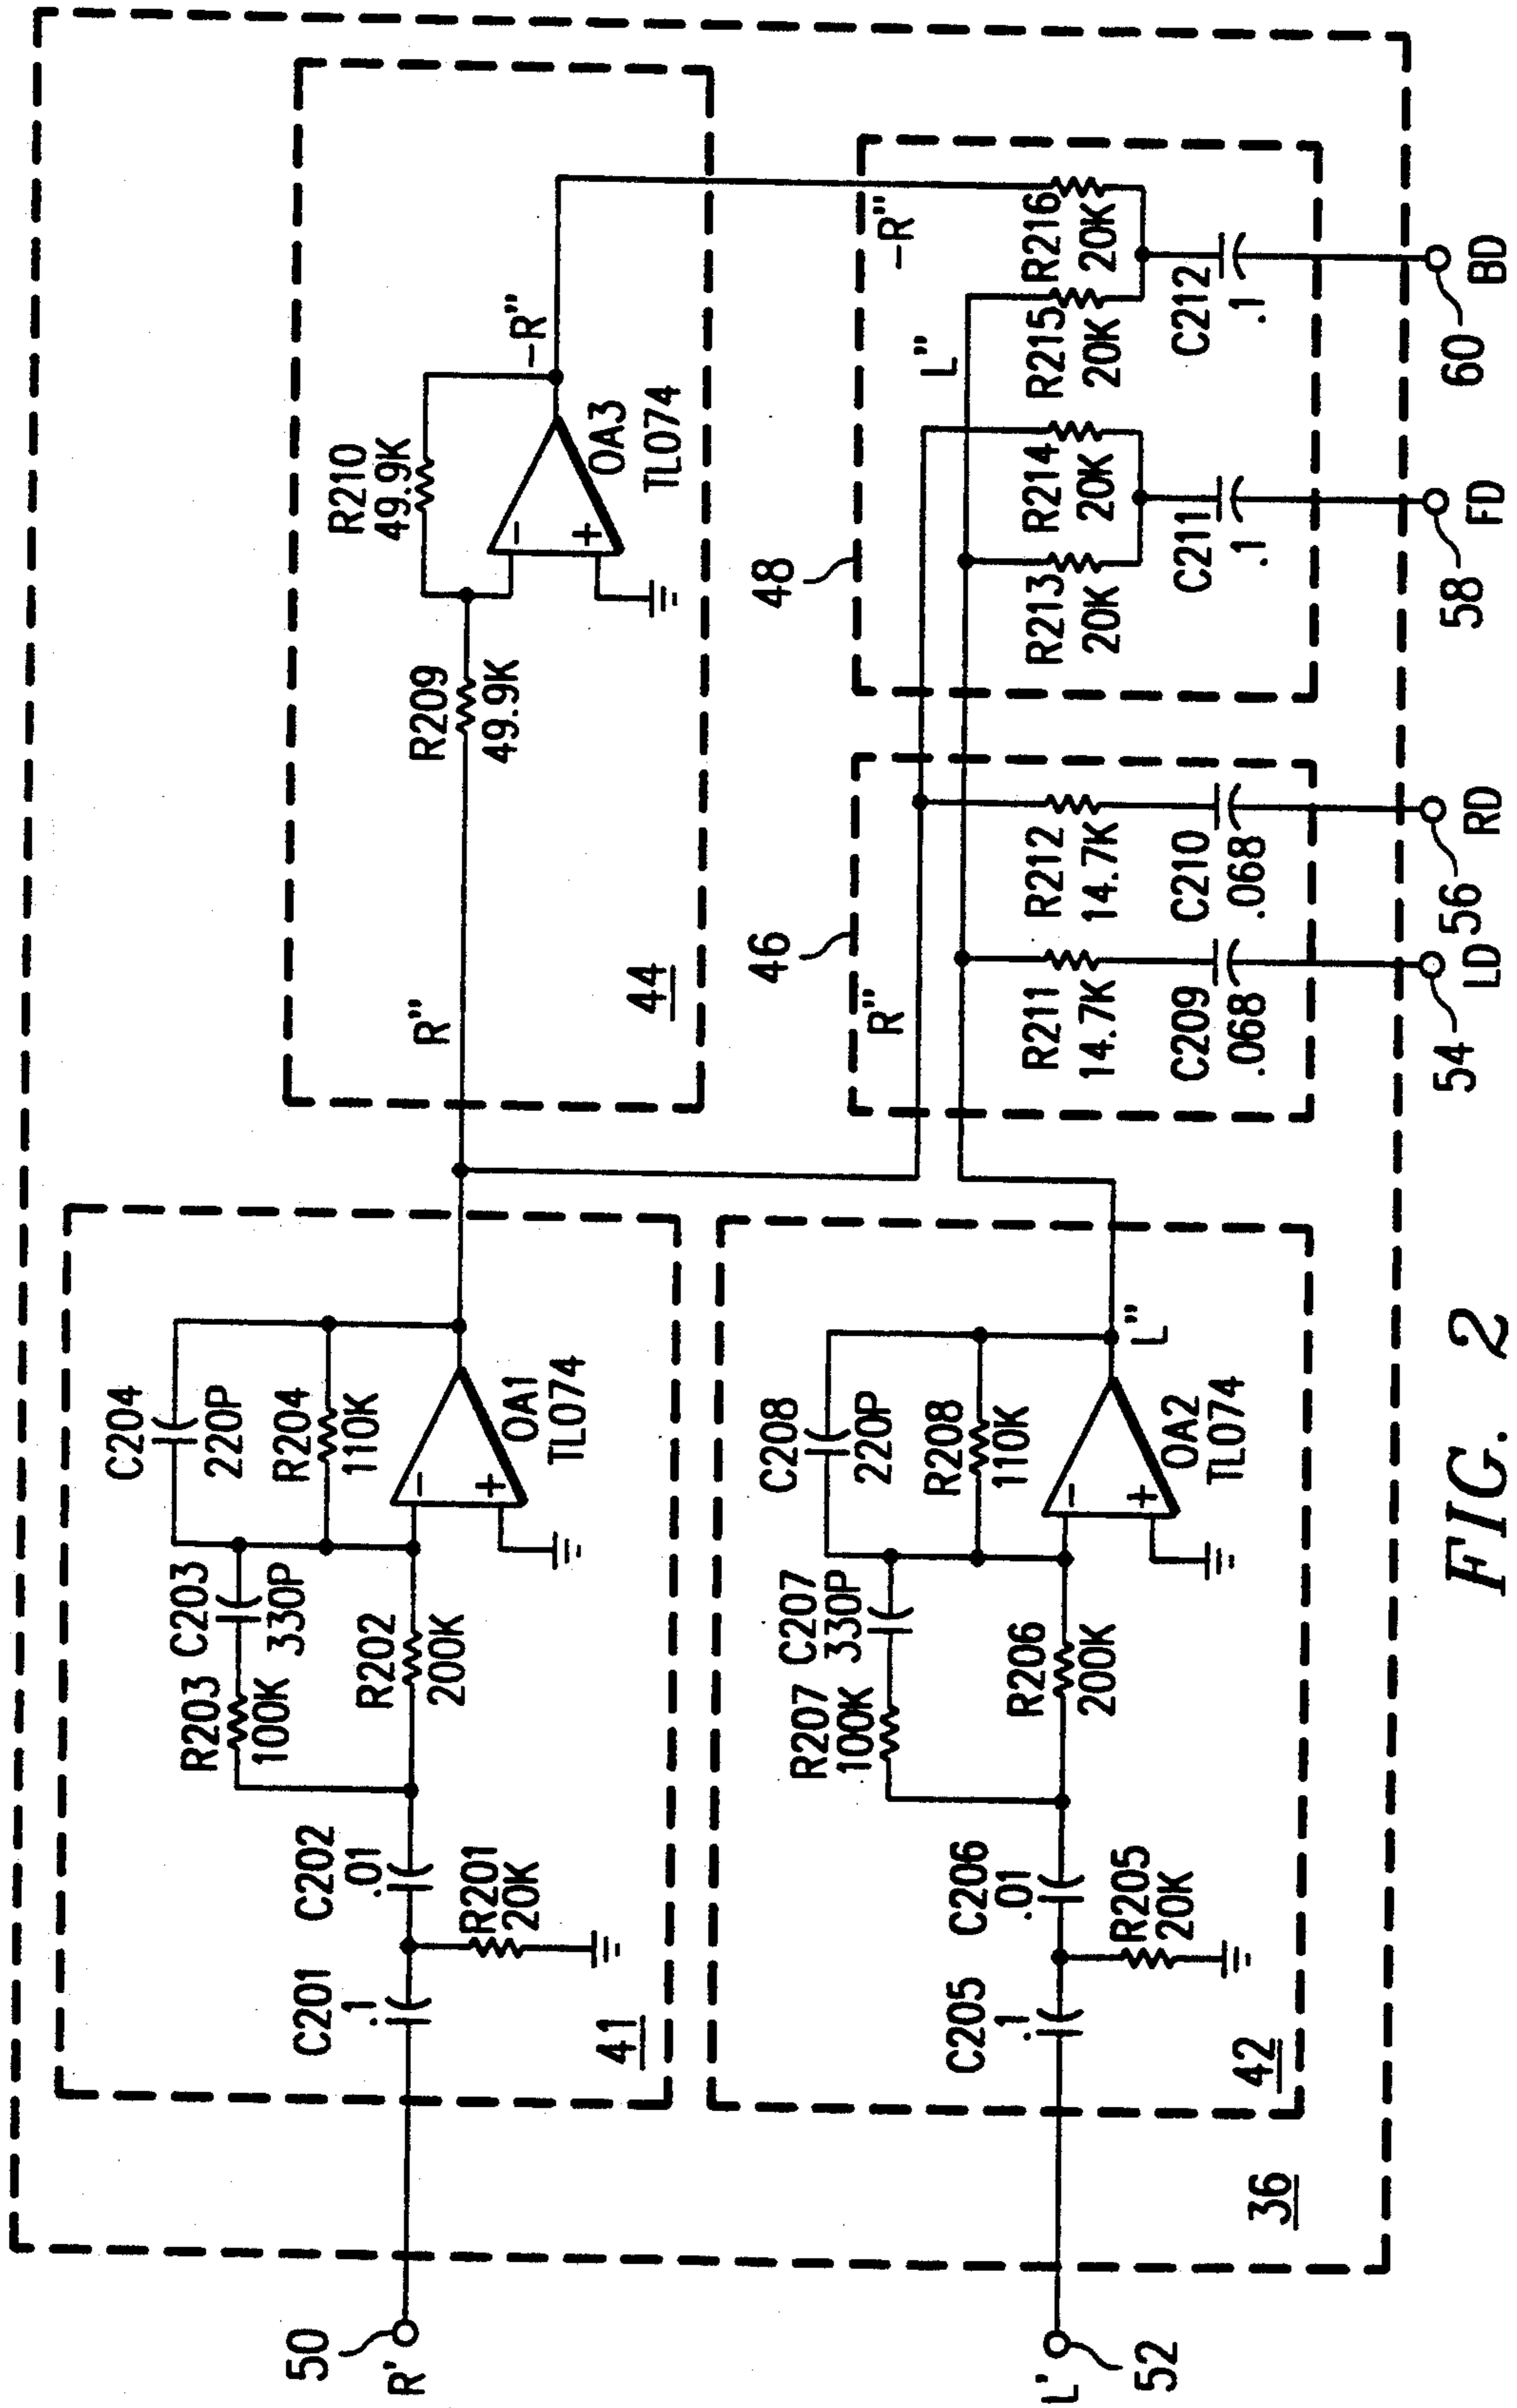 50
R'
C201
.1
C202
.01
R201
20K
R203
100K
C203
330P
R202
200K
C204
220P
R204
110K
−
+
OA1
TL074
41
R"
R209
49.9K
R210
49.9K
−
+
OA3
TL074
−R"
44
52
L'
C205
.1
C206
.01
R205
20K
R207
100K
C207
330P
R206
200K
C208
220P
R208
110K
−
+
OA2
TL074
L"
42
36
46
R"
R211
14.7K
R212
14.7K
C209
.068
C210
.068
48
L"
−R"
R213
20K
R214
20K
R215
20K
R216
20K
C211
.1
C212
.1
54
LD
56
RD
58
FD
60
BD
FIG. 2